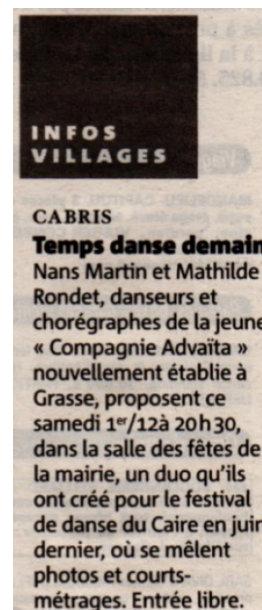 INFOS
VILLAGES
CABRIS
Temps danse demain
Nans Martin et Mathilde
Rondet, danseurs et
chorégraphes de la jeune
« Compagnie Advaïta »
nouvellement établie à
Grasse, proposent ce
samedi 1er/12à 20h30,
dans la salle des fêtes de
la mairie, un duo qu'ils
ont créé pour le festival
de danse du Caire en juin
dernier, où se mêlent
photos et courts-
métrages. Entrée libre.